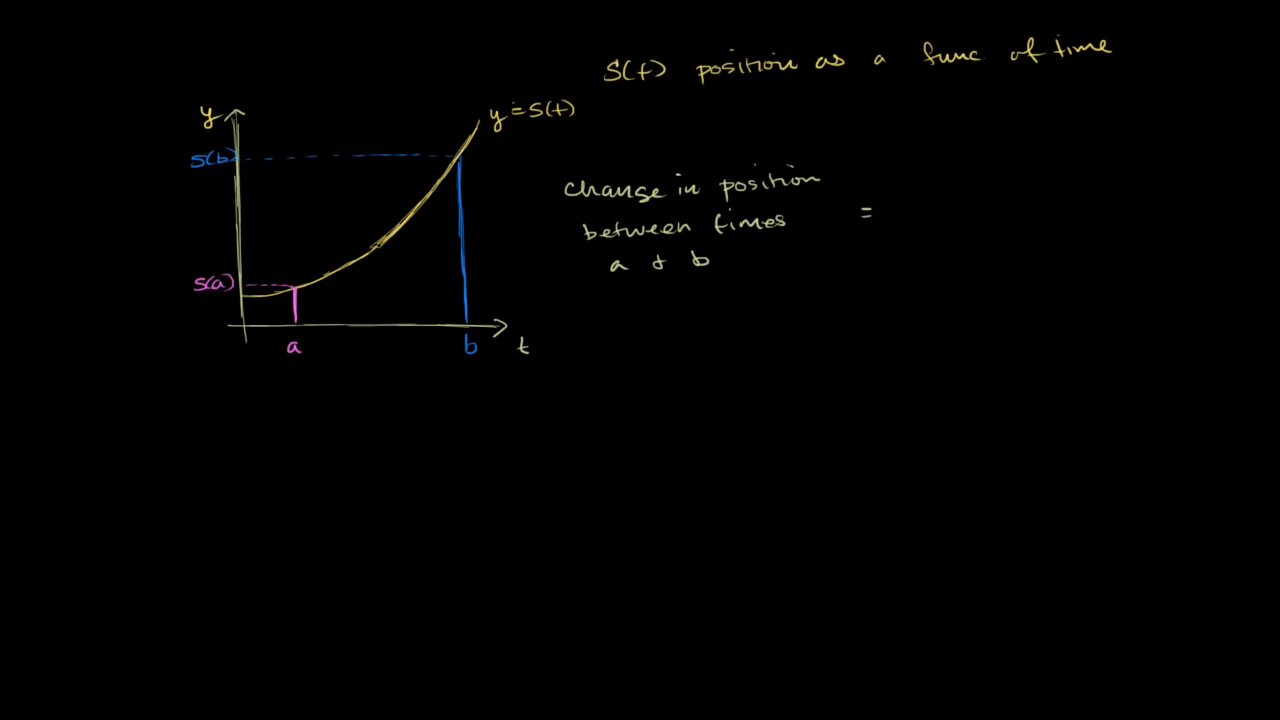 S(t) position as a func. of time
y
y = S(t)
S(b)
change in position
between times =
a & b
S(a)
a
b
t